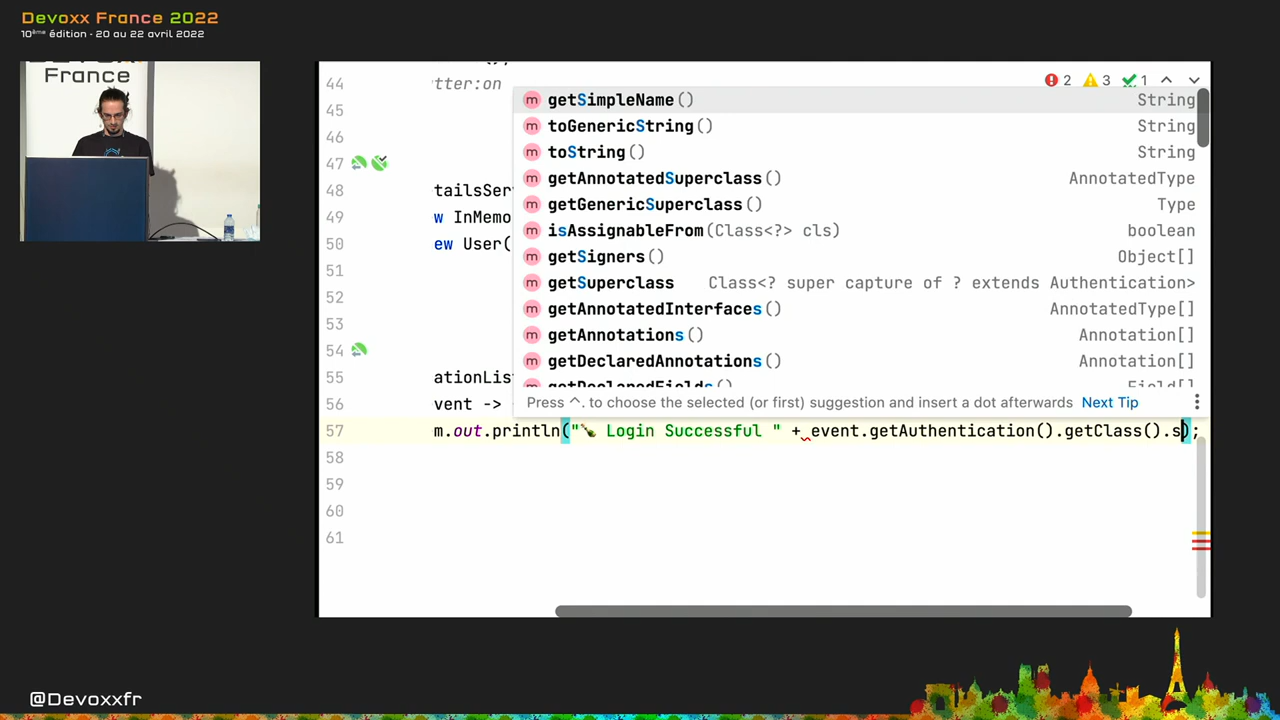 Devoxx France 2022
10ème édition - 20 au 22 avril 2022
France
44 tter:on 2 3 1
getSimpleName() String
45
toGenericString() String
46
toString() String
47
getAnnotatedSuperclass() AnnotatedType
48 tailsSer
getGenericSuperclass() Type
49 w InMemo
isAssignableFrom(Class<?> cls) boolean
50 ew User(
getSigners() Object[]
51
getSuperclass Class<? super capture of ? extends Authentication>
52
getAnnotatedInterfaces() AnnotatedType[]
53
getAnnotations() Annotation[]
54
getDeclaredAnnotations() Annotation[]
55 ationLis
getDeclaredFields() Field[]
56 vent ->
Press ^. to choose the selected (or first) suggestion and insert a dot afterwards Next Tip
57 m.out.println("🍾 Login Successful " + event.getAuthentication().getClass().s);
58
59
60
61
@Devoxxfr